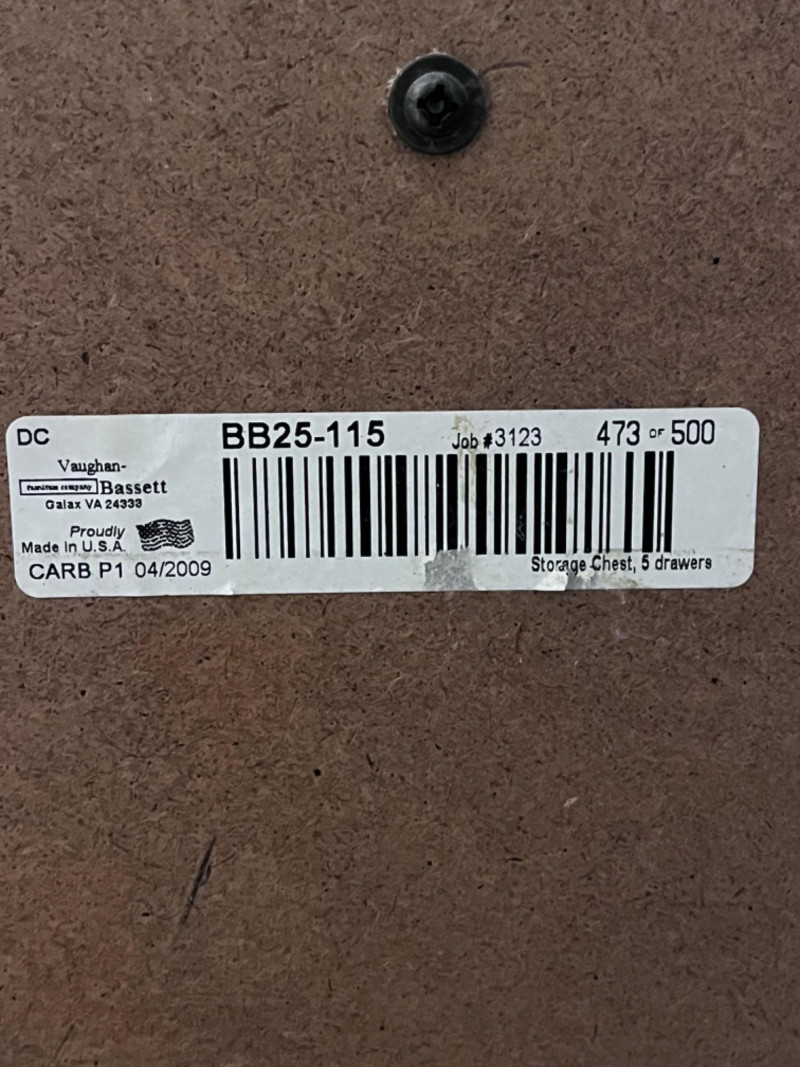 DC
BB25-115
Job #3123
473 OF 500
Vaughan-
furniture company Bassett
Galax VA 24333
Proudly
Made In U.S.A.
CARB P1 04/2009
Storage Chest, 5 drawers